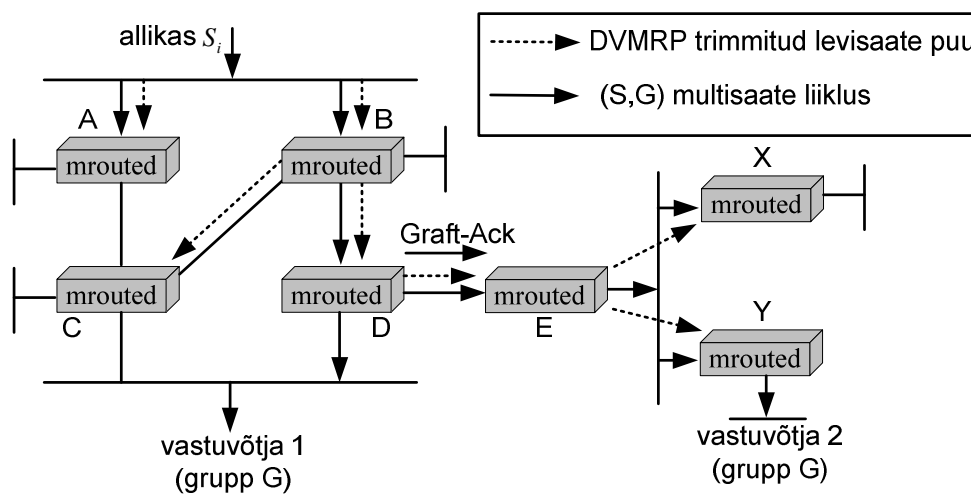 allikas Si
DVMRP trimmitud levisaate puu
(S,G) multisaate liiklus
A
B
mrouted
mrouted
X
mrouted
Graft-Ack
mrouted
C
mrouted
D
mrouted
E
Y
mrouted
vastuvõtja 1
(grupp G)
vastuvõtja 2
(grupp G)